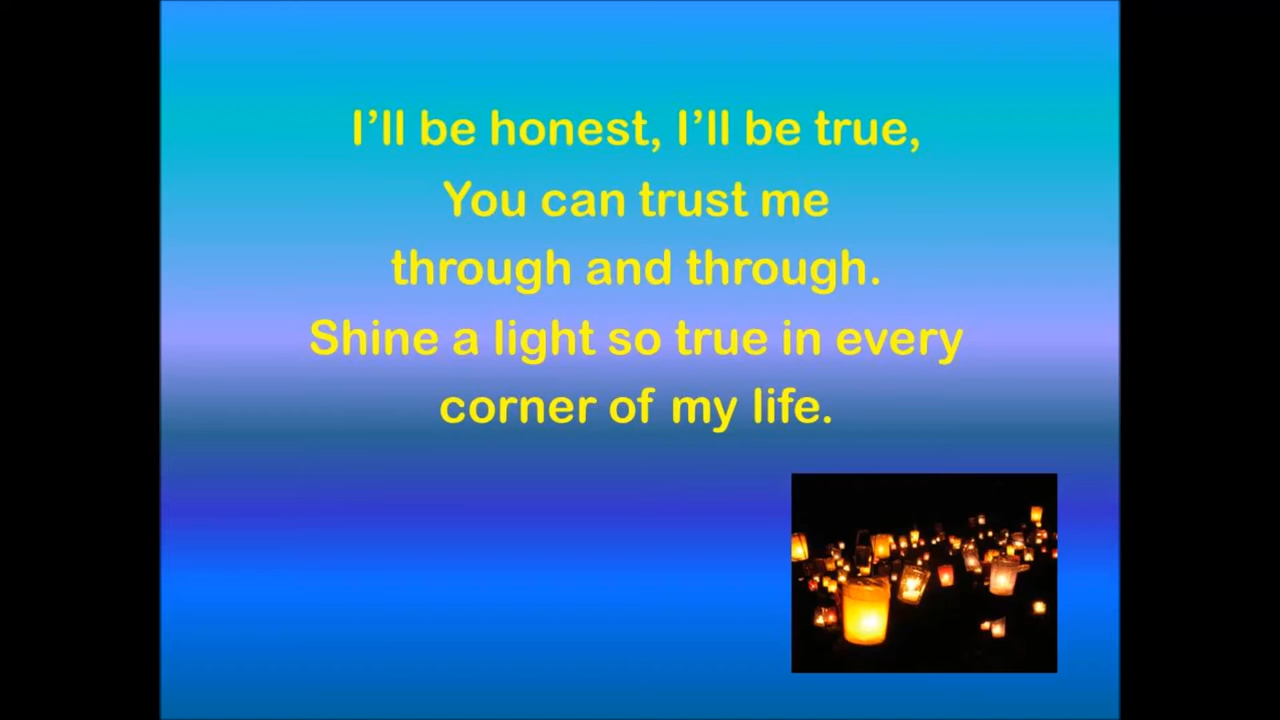 I’ll be honest, I’ll be true,
You can trust me
through and through.
Shine a light so true in every
corner of my life.